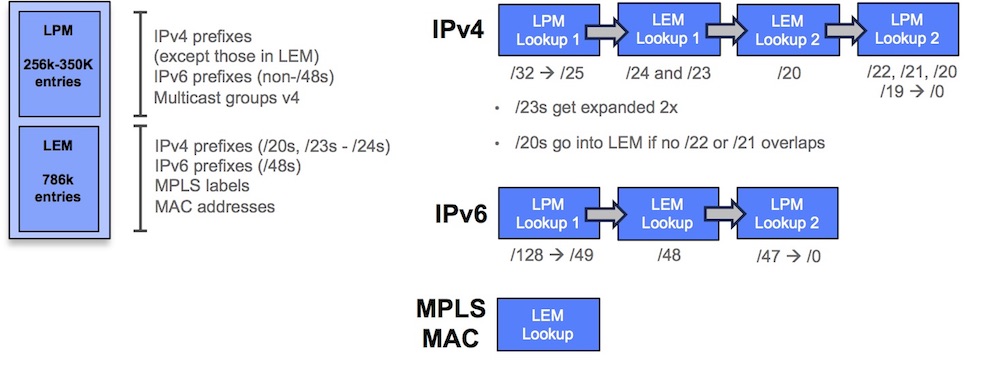 LPM
256k-350K
entries
LEM
786k
entries
IPv4 prefixes
(except those in LEM)
IPv6 prefixes (non-/48s)
Multicast groups v4
IPv4 prefixes (/20s, /23s - /24s)
IPv6 prefixes (/48s)
MPLS labels
MAC addresses
IPv4
LPM
Lookup 1
LEM
Lookup 1
LEM
Lookup 2
LPM
Lookup 2
/32 → /25
/24 and /23
/20
/22, /21, /20
/19 → /0
• /23s get expanded 2x
• /20s go into LEM if no /22 or /21 overlaps
IPv6
LPM
Lookup 1
LEM
Lookup
LPM
Lookup 2
/128 → /49
/48
/47 → /0
MPLS
MAC
LEM
Lookup